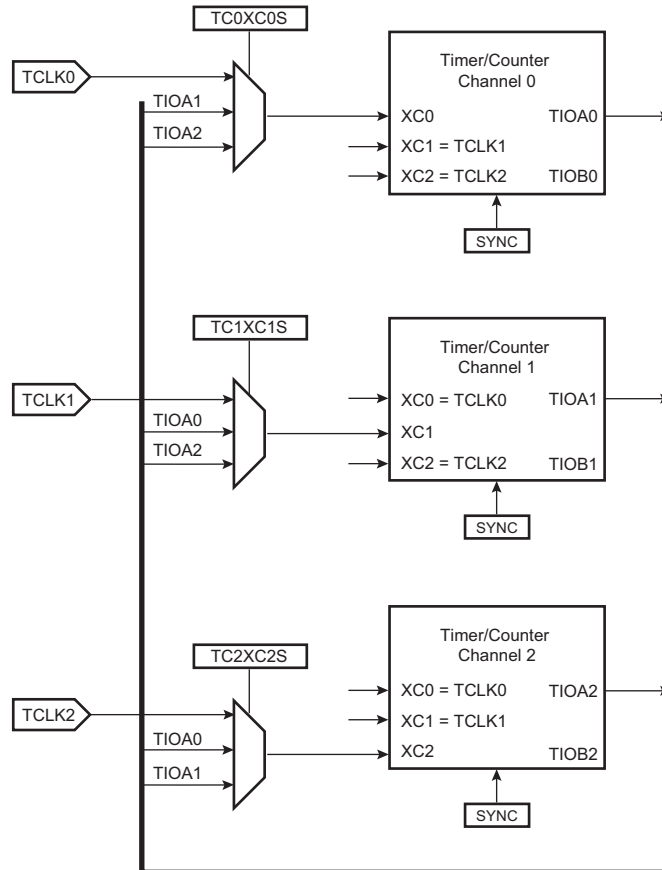 TC0XC0S
TCLK0
TIOA1
TIOA2
Timer/Counter
Channel 0
XC0
TIOA0
XC1 = TCLK1
XC2 = TCLK2
TIOB0
SYNC
TC1XC1S
TCLK1
TIOA0
TIOA2
Timer/Counter
Channel 1
XC0 = TCLK0
TIOA1
XC1
XC2 = TCLK2
TIOB1
SYNC
TC2XC2S
TCLK2
TIOA0
TIOA1
Timer/Counter
Channel 2
XC0 = TCLK0
TIOA2
XC1 = TCLK1
XC2
TIOB2
SYNC